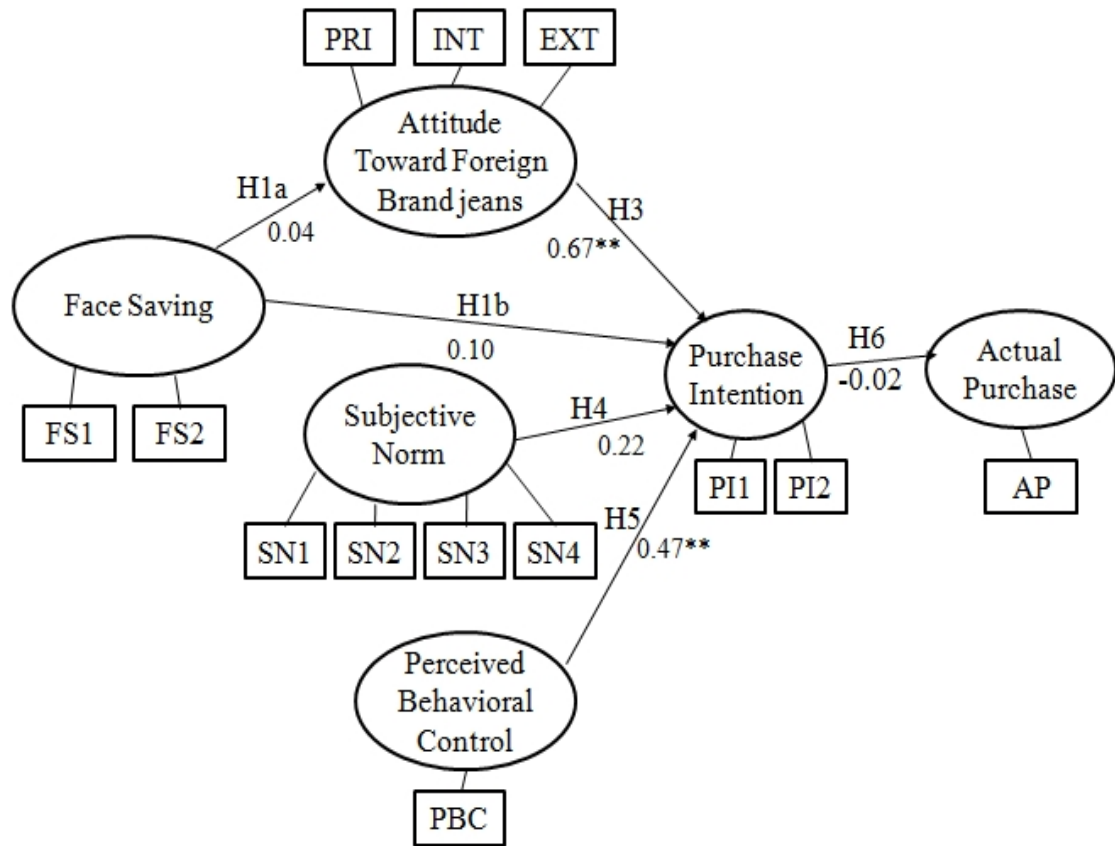 PRI
INT
EXT
Attitude
Toward Foreign
Brand jeans
H1a
0.04
H3
0.67**
Face Saving
H1b
0.10
Purchase
Intention
H6
-0.02
Actual
Purchase
FS1
FS2
Subjective
Norm
H4
0.22
PI1
PI2
AP
H5
0.47**
SN1
SN2
SN3
SN4
Perceived
Behavioral
Control
PBC